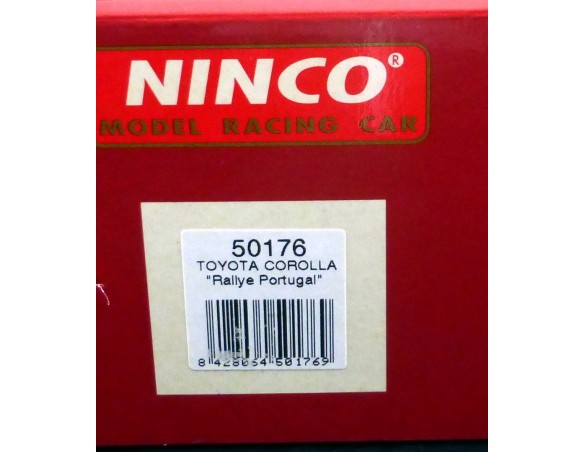 NINCO®
MODEL RACING CAR
50176
TOYOTA COROLLA
"Rallye Portugal"
8 428054 501769